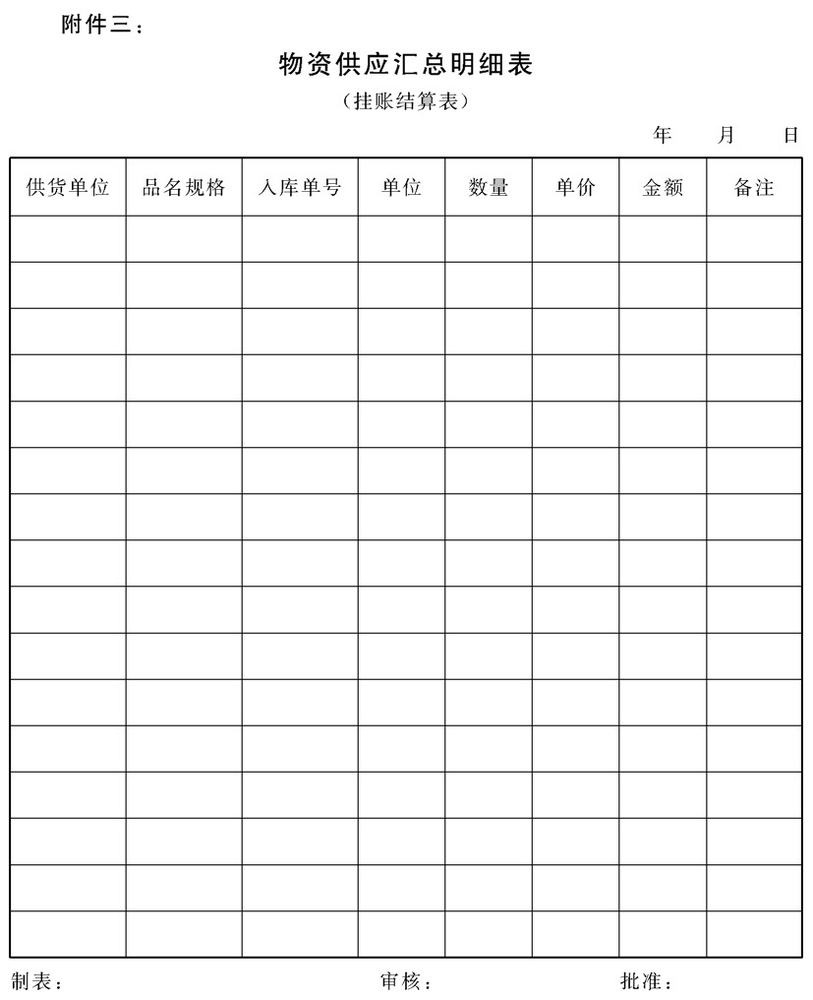 附件三：
物资供应汇总明细表
（挂账结算表）
年 月 日
供货单位 品名规格 入库单号 单位 数量 单价 金额 备注
制表： 审核： 批准：